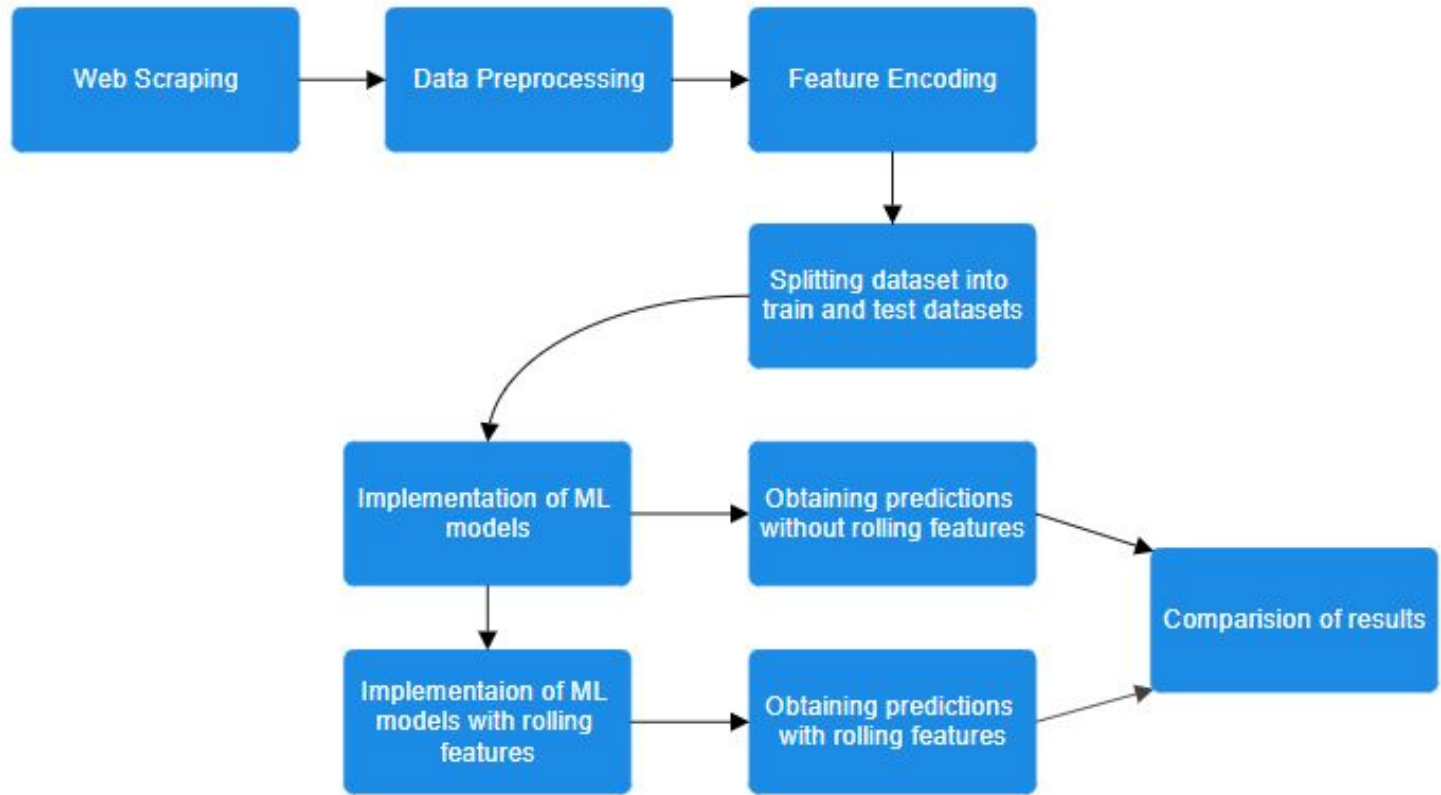 Web Scraping
Data Preprocessing
Feature Encoding
Splitting dataset into
train and test datasets
Implementation of ML
models
Obtaining predictions
without rolling features
Comparision of results
Implementaion of ML
models with rolling
features
Obtaining predictions
with rolling features